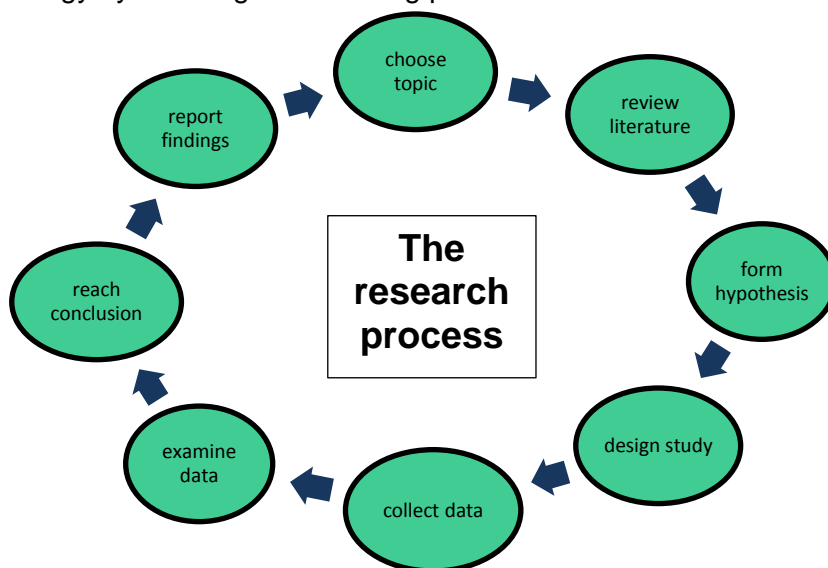 choose
topic
review
literature
form
hypothesis
design study
collect data
examine
data
reach
conclusion
report
findings
The
research
process